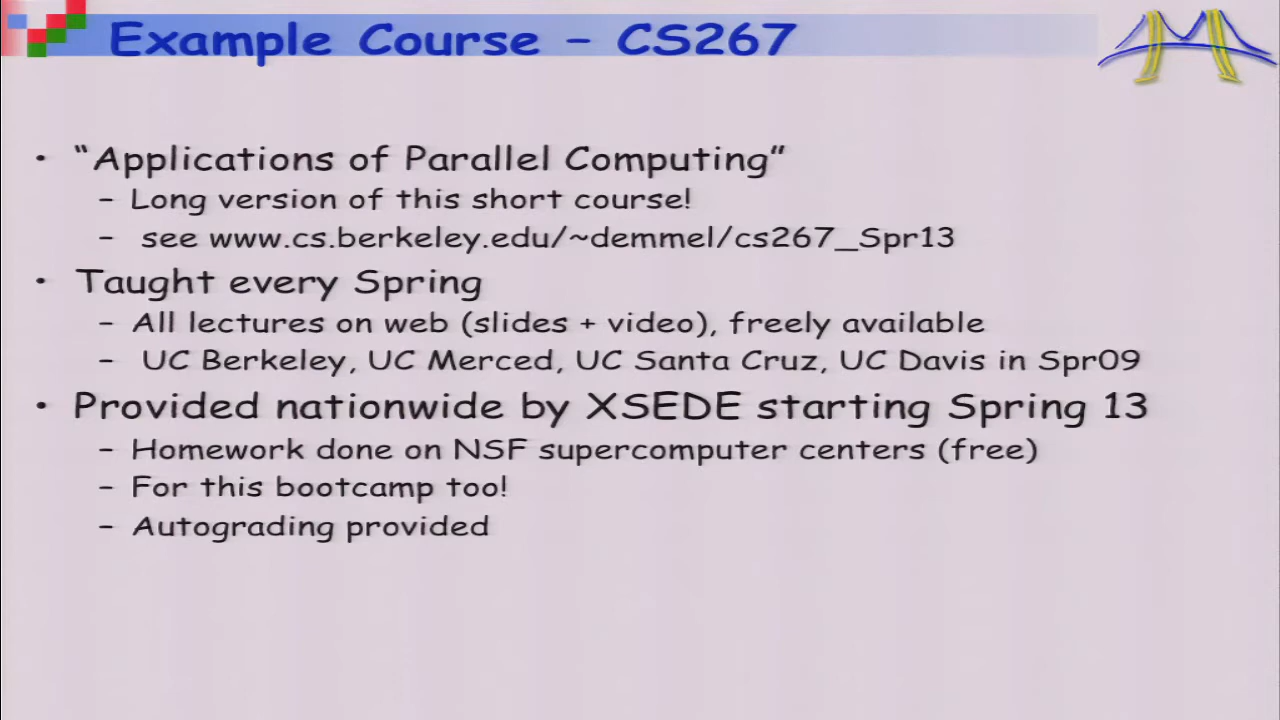 Example Course – CS267
• “Applications of Parallel Computing”
– Long version of this short course!
– see www.cs.berkeley.edu/~demmel/cs267_Spr13
• Taught every Spring
– All lectures on web (slides + video), freely available
– UC Berkeley, UC Merced, UC Santa Cruz, UC Davis in Spr09
• Provided nationwide by XSEDE starting Spring 13
– Homework done on NSF supercomputer centers (free)
– For this bootcamp too!
– Autograding provided